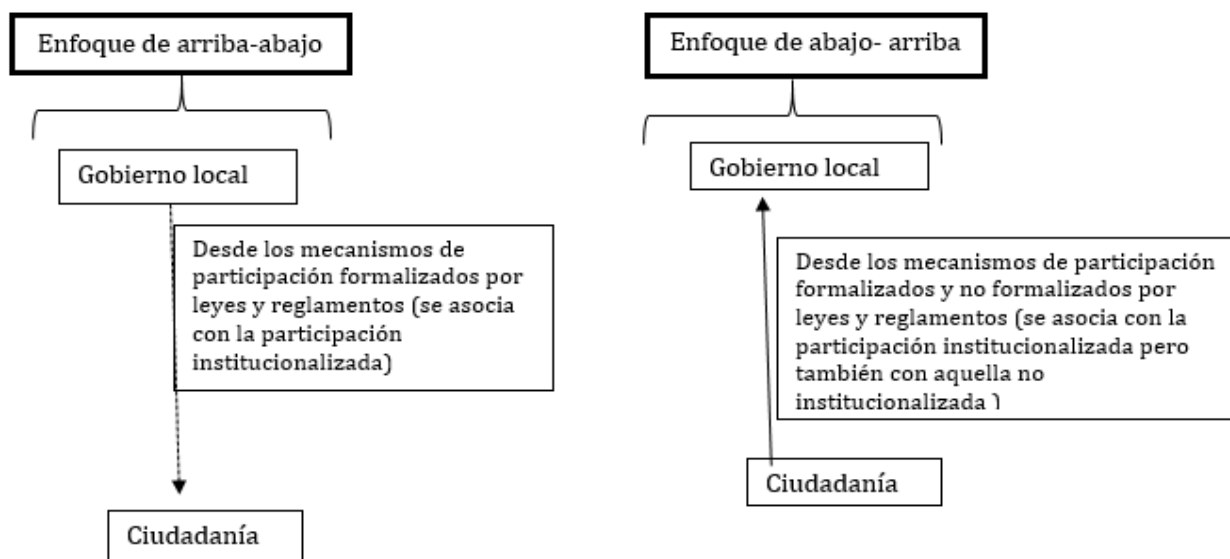 Enfoque de arriba-abajo
Gobierno local
Desde los mecanismos de
participación formalizados por
leyes y reglamentos (se asocia
con la participación
institucionalizada)
Ciudadanía
Enfoque de abajo- arriba
Gobierno local
Desde los mecanismos de participación
formalizados y no formalizados por
leyes y reglamentos (se asocia con la
participación institucionalizada pero
también con aquella no
institucionalizada )
Ciudadanía